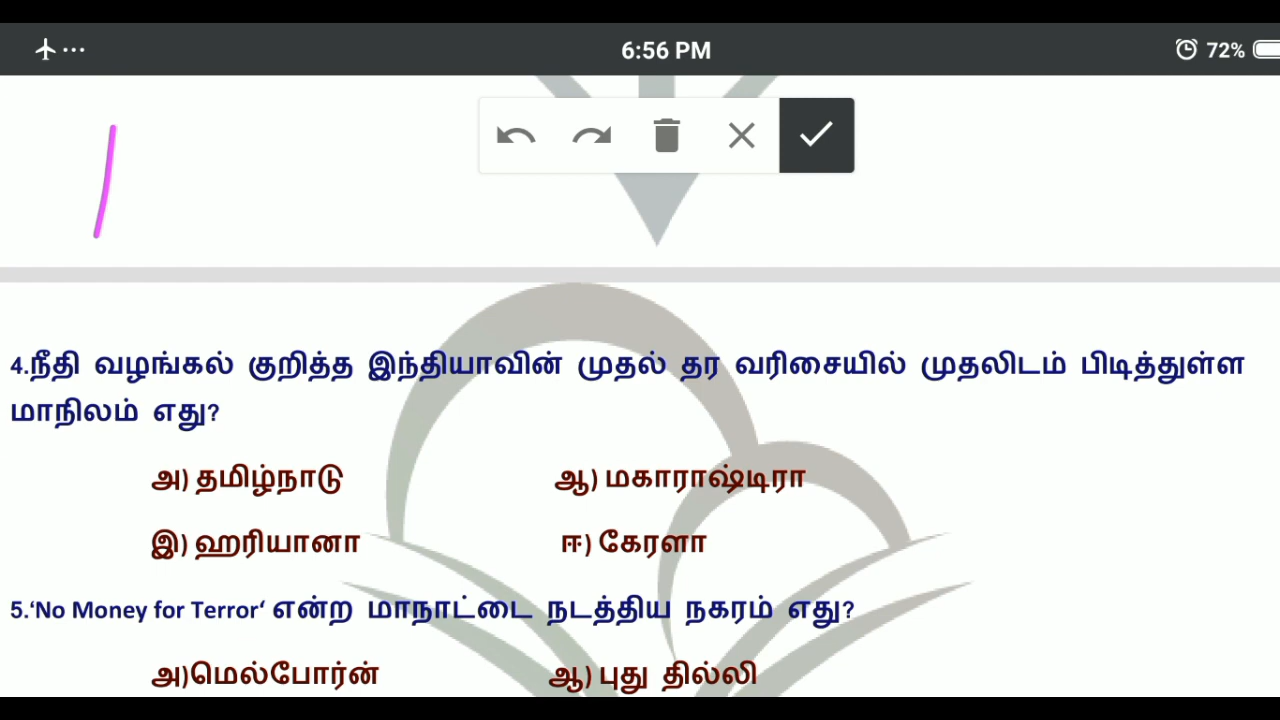 6:56 PM
72%
4.நீதி வழங்கல் குறித்த இந்தியாவின் முதல் தர வரிசையில் முதலிடம் பிடித்துள்ள
மாநிலம் எது?
அ) தமிழ்நாடு ஆ) மகாராஷ்டிரா
இ) ஹரியானா ஈ) கேரளா
5.‘No Money for Terror‘ என்ற மாநாட்டை நடத்திய நகரம் எது?
அ)மெல்போர்ன் ஆ) புது தில்லி